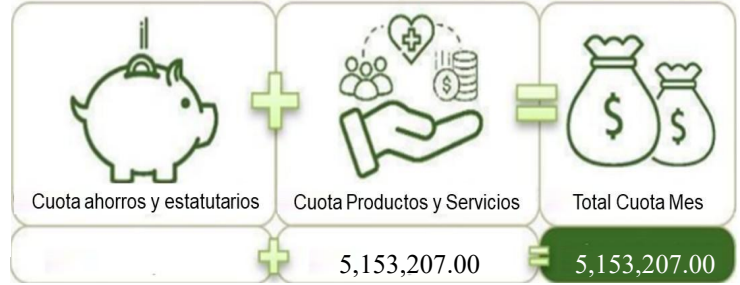 Cuota ahorros y estatutarios
Cuota Productos y Servicios
Total Cuota Mes
5,153,207.00
5,153,207.00